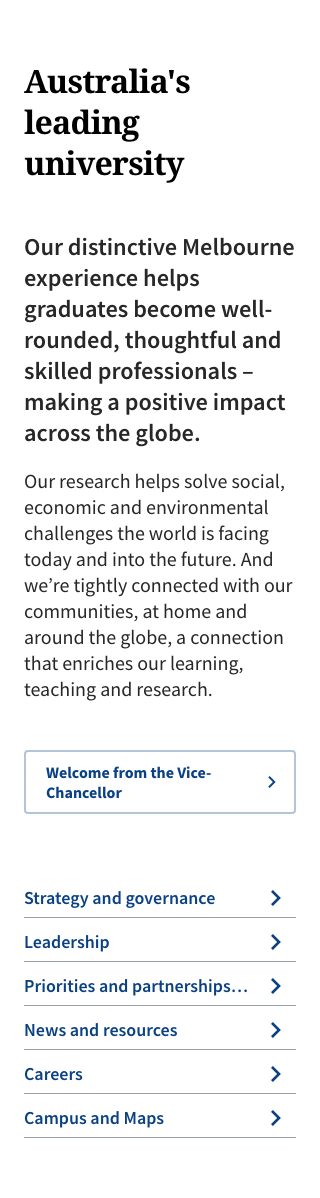 Australia's
leading
university
Our distinctive Melbourne
experience helps
graduates become well-
rounded, thoughtful and
skilled professionals –
making a positive impact
across the globe.
Our research helps solve social,
economic and environmental
challenges the world is facing
today and into the future. And
we’re tightly connected with our
communities, at home and
around the globe, a connection
that enriches our learning,
teaching and research.
Welcome from the Vice-
Chancellor
Strategy and governance
Leadership
Priorities and partnerships…
News and resources
Careers
Campus and Maps